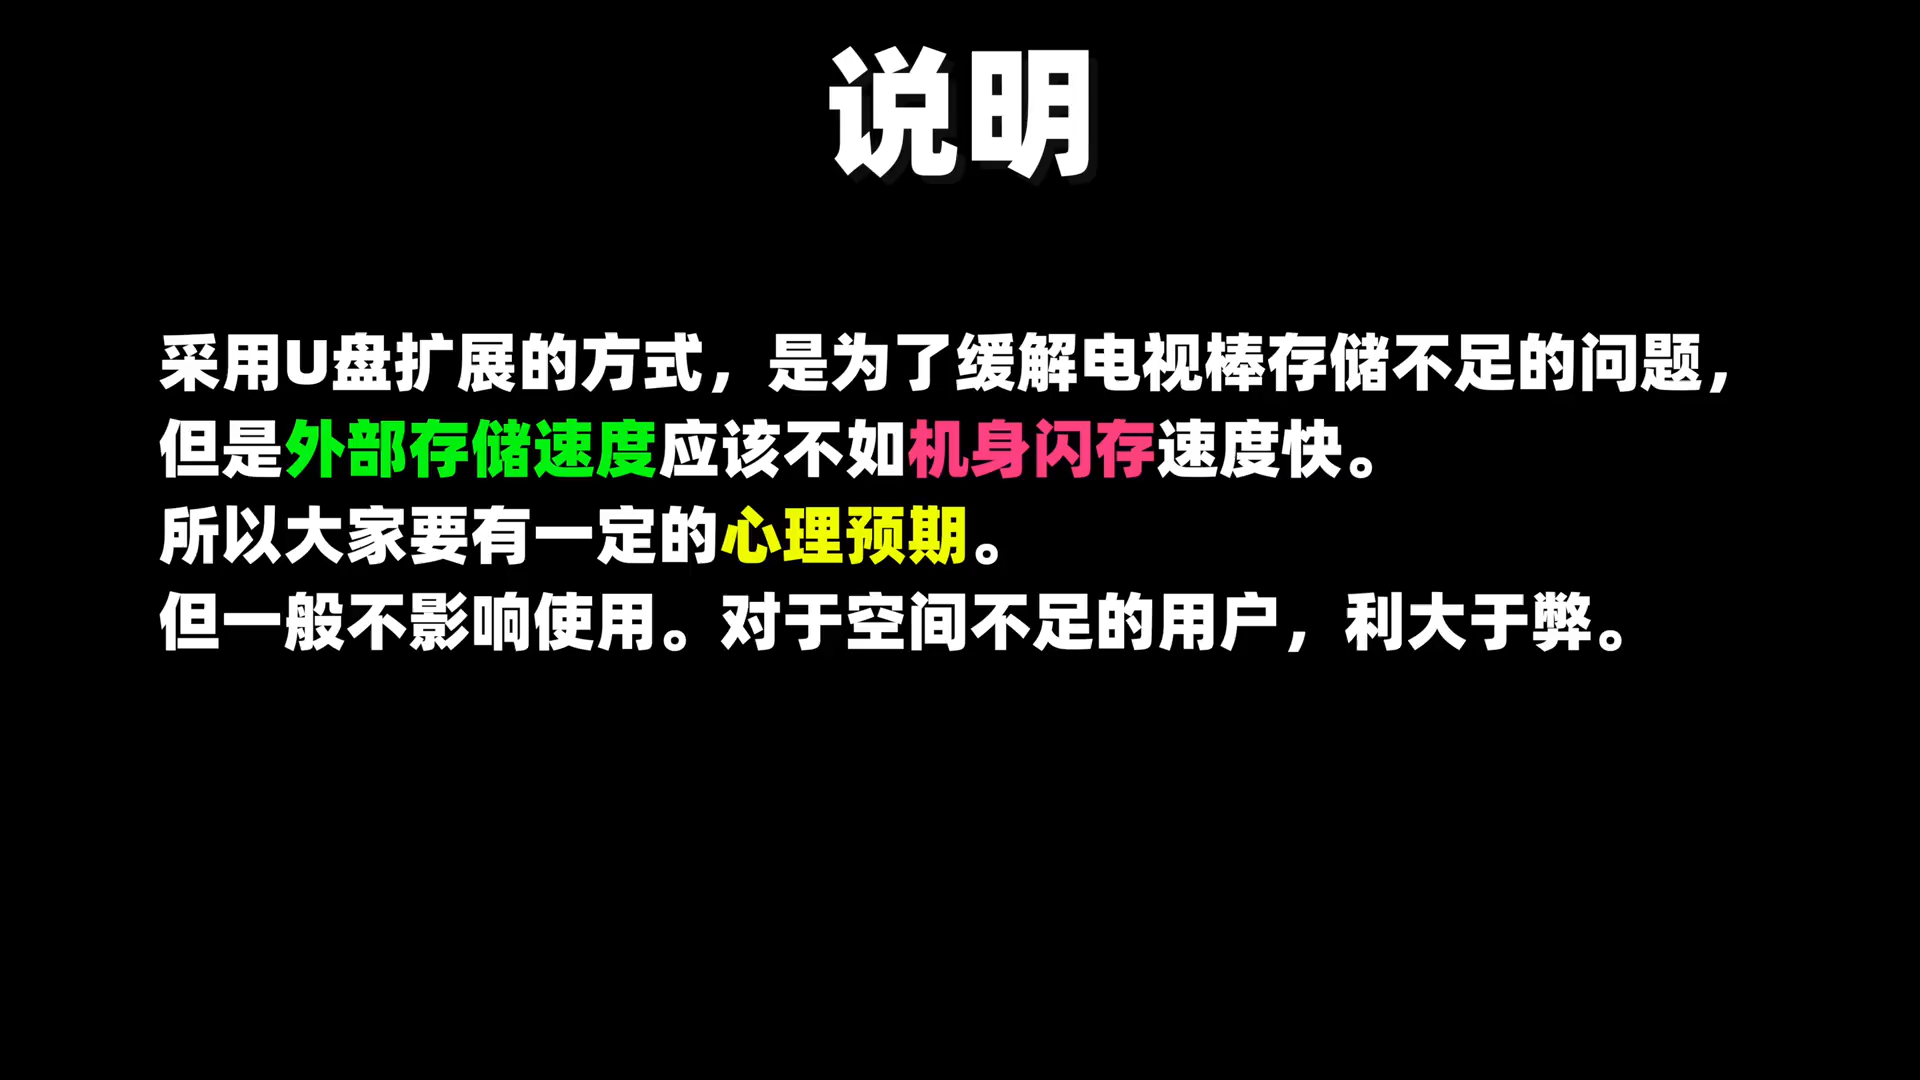 说明
采用U盘扩展的方式，是为了缓解电视棒存储不足的问题，
但是外部存储速度应该不如机身闪存速度快。
所以大家要有一定的心理预期。
但一般不影响使用。对于空间不足的用户，利大于弊。